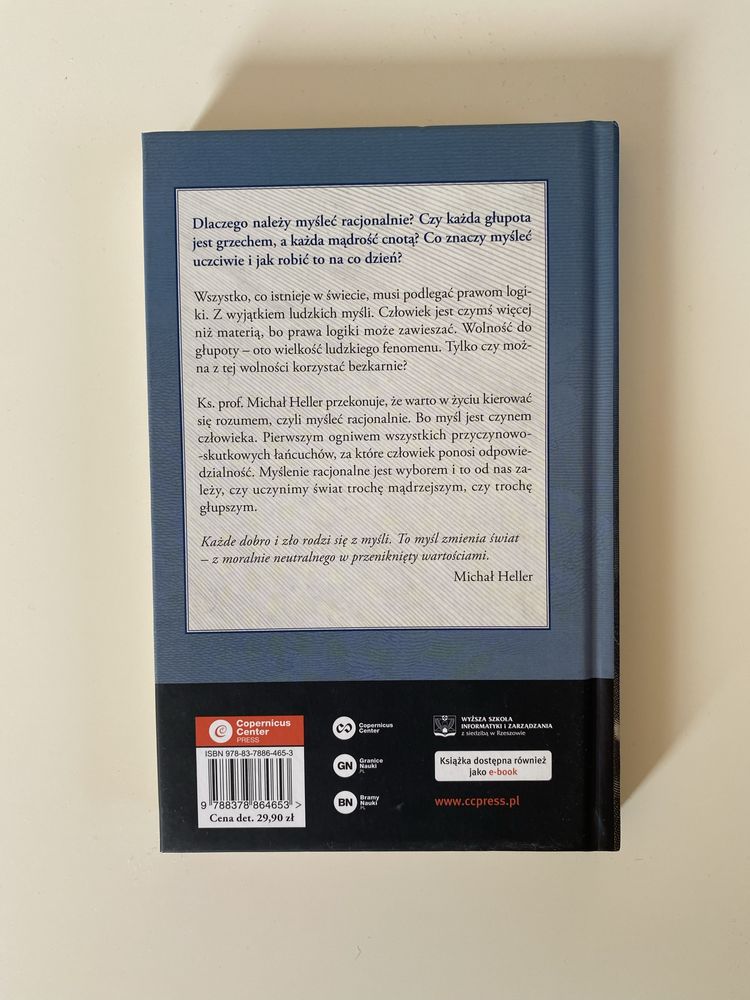 Dlaczego należy myśleć racjonalnie? Czy każda głupota
jest grzechem, a każda mądrość cnotą? Co znaczy myśleć
uczciwie i jak robić to na co dzień?
Wszystko, co istnieje w świecie, musi podlegać prawom logi-
ki. Z wyjątkiem ludzkich myśli. Człowiek jest czymś więcej
niż materią, bo prawa logiki może zawieszać. Wolność do
głupoty – oto wielkość ludzkiego fenomenu. Tylko czy moż-
na z tej wolności korzystać bezkarnie?
Ks. prof. Michał Heller przekonuje, że warto w życiu kierować
się rozumem, czyli myśleć racjonalnie. Bo myśl jest czynem
człowieka. Pierwszym ogniwem wszystkich przyczynowo-
-skutkowych łańcuchów, za które człowiek ponosi odpowie-
dzialność. Myślenie racjonalne jest wyborem i to od nas za-
leży, czy uczynimy świat trochę mądrzejszym, czy trochę
głupszym.
Każde dobro i zło rodzi się z myśli. To myśl zmienia świat
– z moralnie neutralnego w przeniknięty wartościami.
Michał Heller
Copernicus
Center
PRESS
ISBN 978-83-7886-465-3
9 788378 864653 >
Cena det. 29,90 zł
Copernicus
Center
GN
Granice
Nauki
PL
BN
Bramy
Nauki
PL
WYŻSZA SZKOŁA
INFORMATYKI i ZARZĄDZANIA
z siedzibą w Rzeszowie
Książka dostępna również
jako e-book
www.ccpress.pl